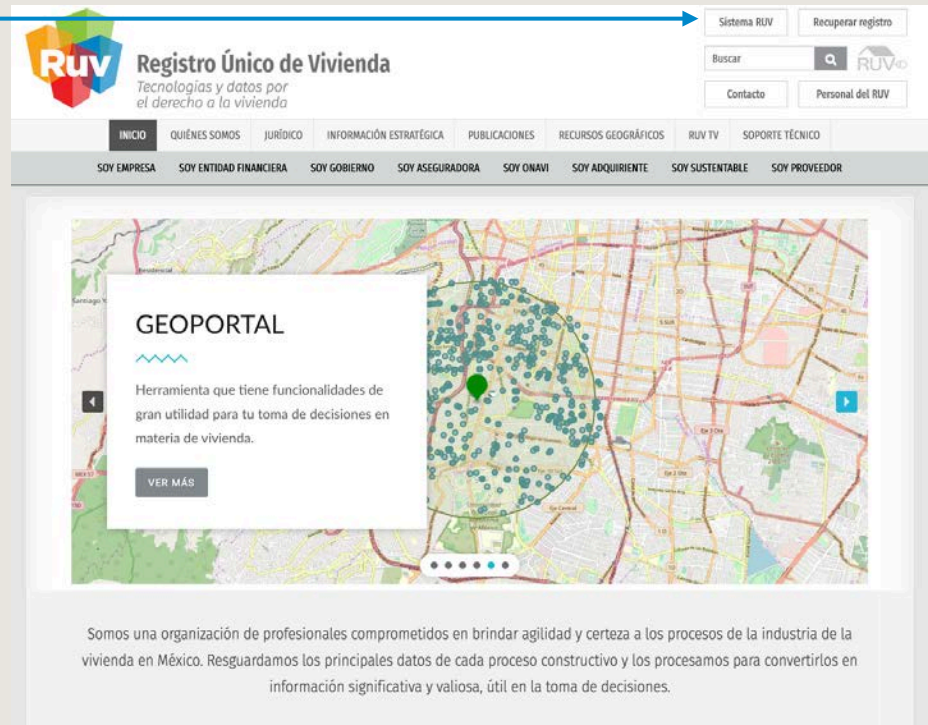 Sistema RUV
Recuperar registro
Ruv
Registro Único de Vivienda
Tecnologías y datos por
el derecho a la vivienda
Buscar
RUV4D
Contacto
Personal del RUV
INICIO QUIÉNES SOMOS JURÍDICO INFORMACIÓN ESTRATÉGICA PUBLICACIONES RECURSOS GEOGRÁFICOS RUV TV SOPORTE TÉCNICO
SOY EMPRESA SOY ENTIDAD FINANCIERA SOY GOBIERNO SOY ASEGURADORA SOY ONAVI SOY ADQUIRIENTE SOY SUSTENTABLE SOY PROVEEDOR
GEOPORTAL
Herramienta que tiene funcionalidades de
gran utilidad para tu toma de decisiones en
materia de vivienda.
VER MÁS
Somos una organización de profesionales comprometidos en brindar agilidad y certeza a los procesos de la industria de la
vivienda en México. Resguardamos los principales datos de cada proceso constructivo y los procesamos para convertirlos en
información significativa y valiosa, útil en la toma de decisiones.